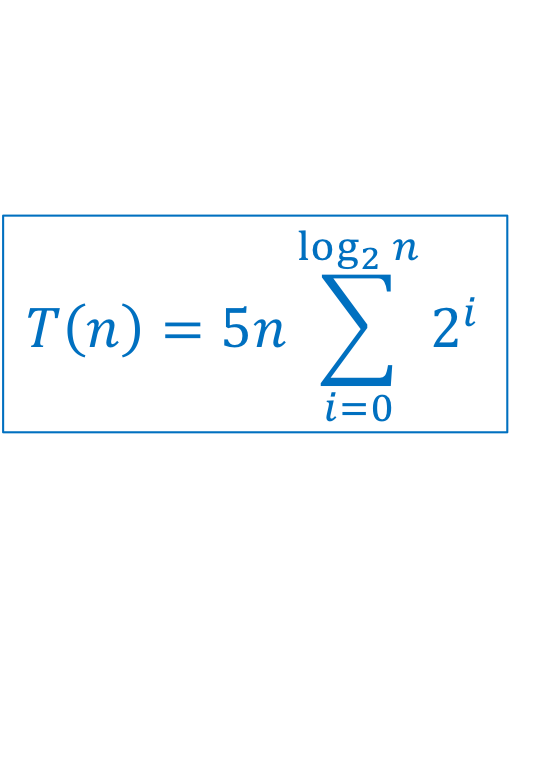 T(n) = 5n ∑_{i=0}^{log₂ n} 2^i